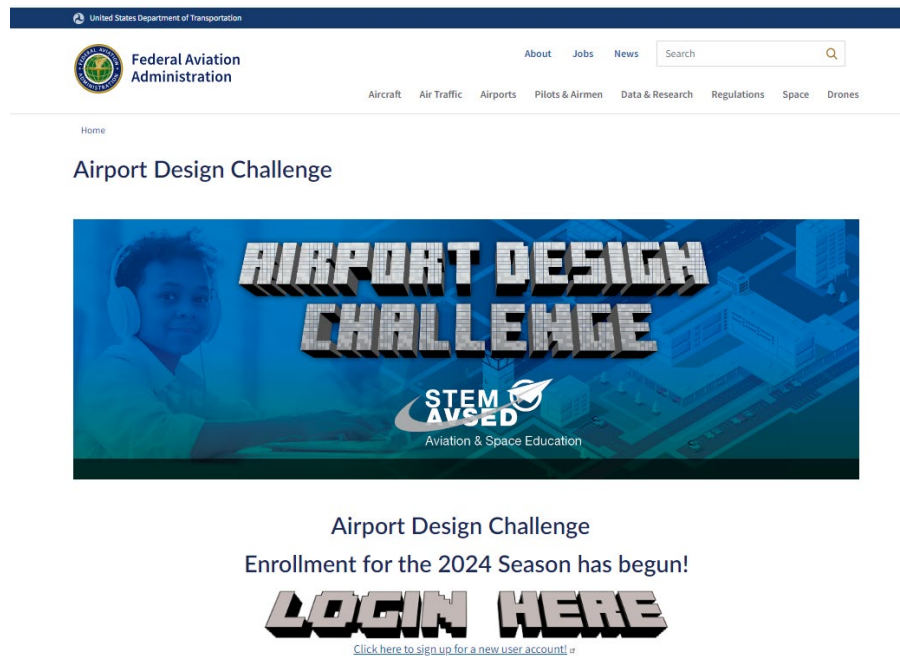 United States Department of Transportation
Federal Aviation
Administration
About Jobs News Search
Aircraft Air Traffic Airports Pilots & Airmen Data & Research Regulations Space Drones
Home
Airport Design Challenge
AIRPORT DESIGN
CHALLENGE
STEM
AVSED
Aviation & Space Education
Airport Design Challenge
Enrollment for the 2024 Season has begun!
LOGIN HERE
Click here to sign up for a new user account!